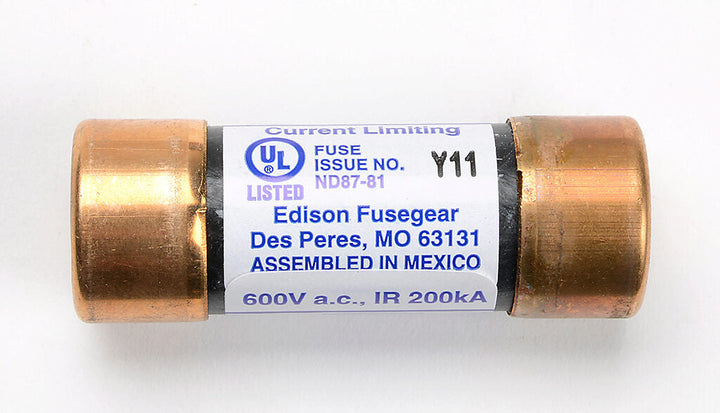 Current Limiting
UL
LISTED
FUSE
ISSUE NO.
ND87-81
Y11
Edison Fusegear
Des Peres, MO 63131
ASSEMBLED IN MEXICO
600V a.c., IR 200kA